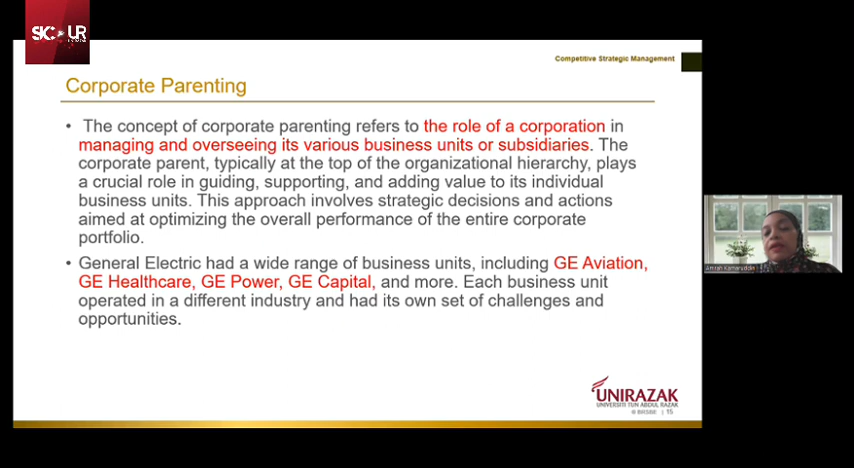 SIC UR
Competitive Strategic Management
Corporate Parenting
• The concept of corporate parenting refers to the role of a corporation in
managing and overseeing its various business units or subsidiaries. The
corporate parent, typically at the top of the organizational hierarchy, plays
a crucial role in guiding, supporting, and adding value to its individual
business units. This approach involves strategic decisions and actions
aimed at optimizing the overall performance of the entire corporate
portfolio.
• General Electric had a wide range of business units, including GE Aviation,
GE Healthcare, GE Power, GE Capital, and more. Each business unit
operated in a different industry and had its own set of challenges and
opportunities.
UNIRAZAK
UNIVERSITI TUN ABDUL RAZAK
| 15